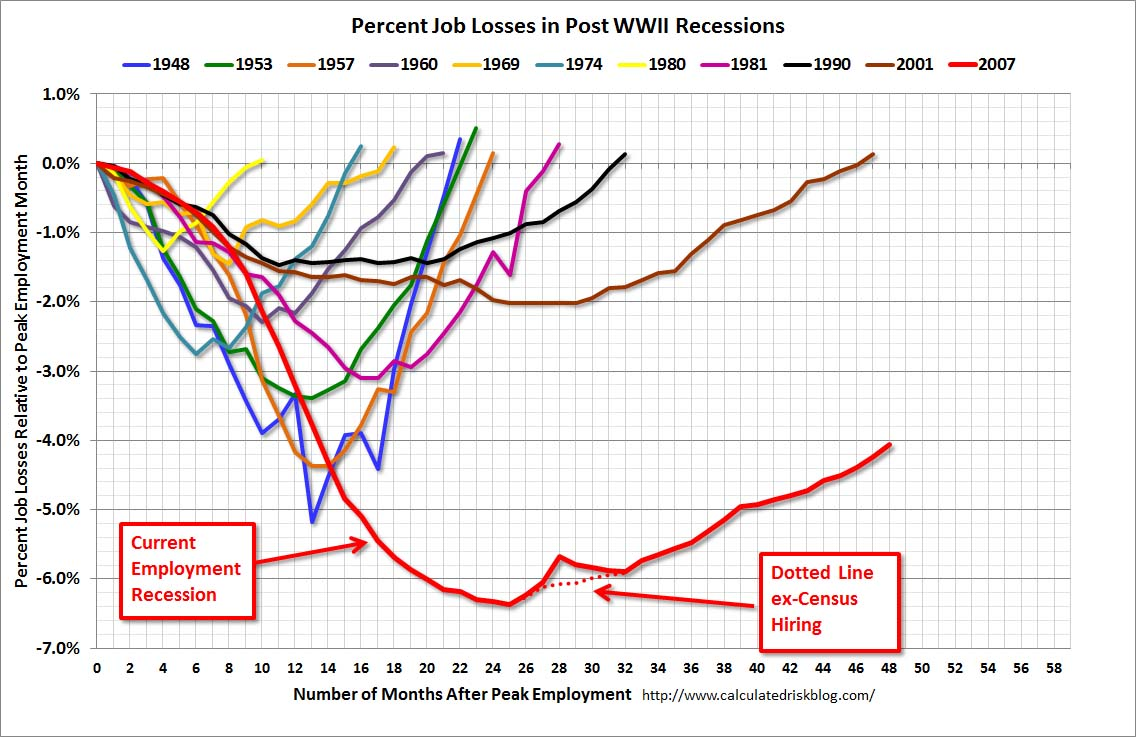 Percent Job Losses in Post WWII Recessions
1948 1953 1957 1960 1969 1974 1980 1981 1990 2001 2007
Percent Job Losses Relative to Peak Employment Month
1.0%
0.0%
-1.0%
-2.0%
-3.0%
-4.0%
-5.0%
-6.0%
-7.0%
Current
Employment
Recession
Dotted Line
ex-Census
Hiring
0 2 4 6 8 10 12 14 16 18 20 22 24 26 28 30 32 34 36 38 40 42 44 46 48 50 52 54 56 58
Number of Months After Peak Employment http://www.calculatedriskblog.com/